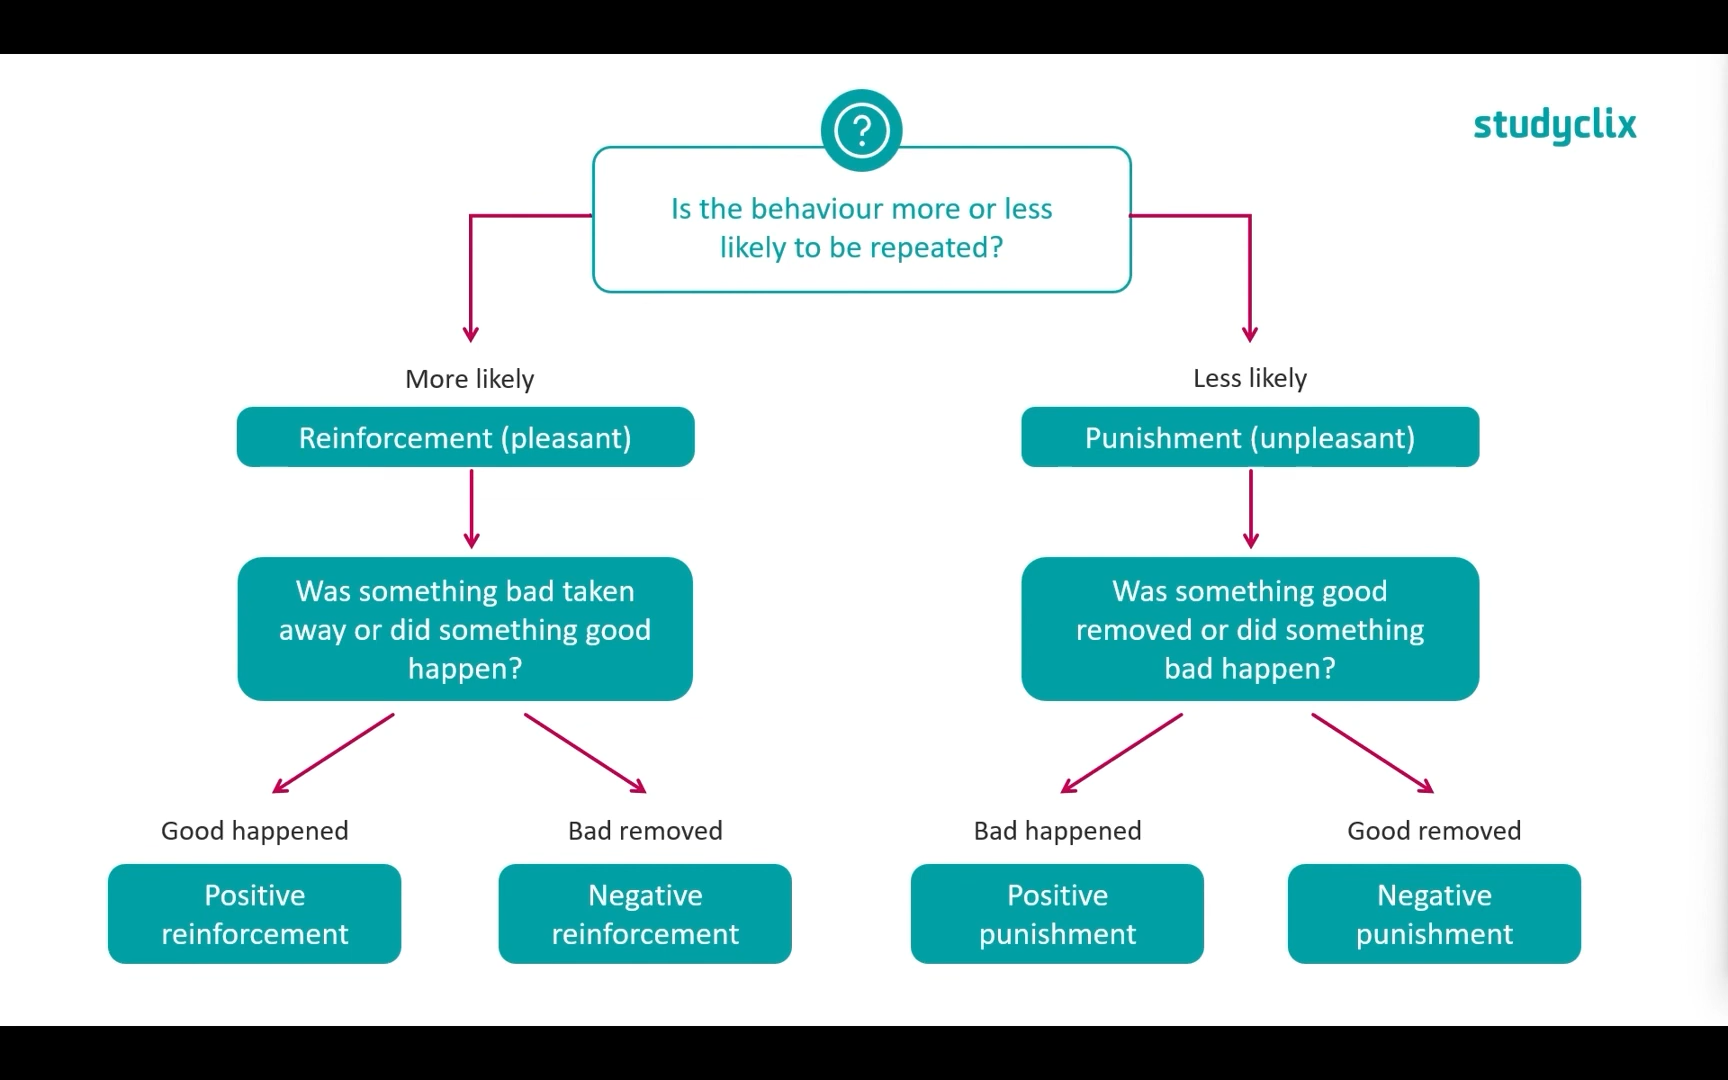 studyclix
?
Is the behaviour more or less
likely to be repeated?
More likely
Less likely
Reinforcement (pleasant)
Punishment (unpleasant)
Was something bad taken
away or did something good
happen?
Was something good
removed or did something
bad happen?
Good happened
Bad removed
Bad happened
Good removed
Positive
reinforcement
Negative
reinforcement
Positive
punishment
Negative
punishment